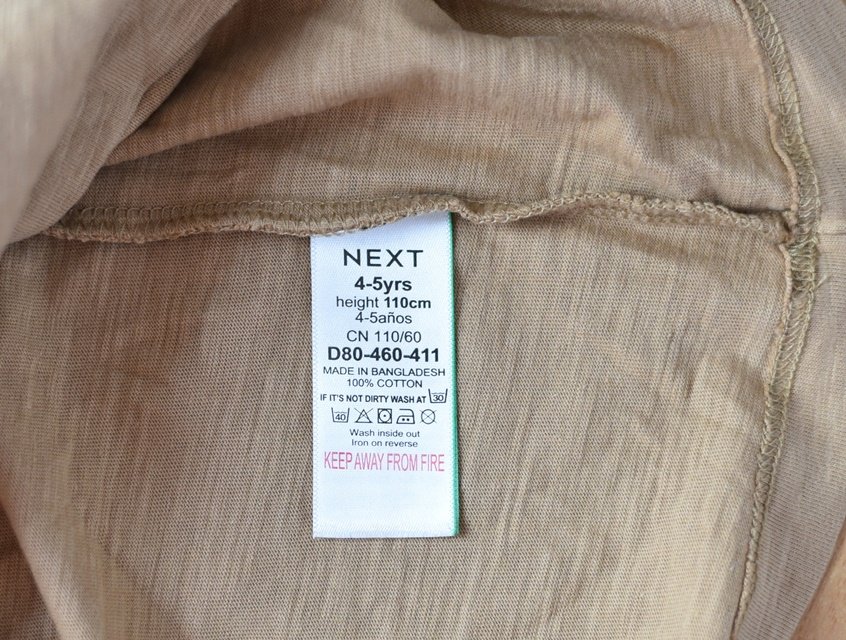 NEXT
4-5yrs
height 110cm
4-5años
CN 110/60
D80-460-411
MADE IN BANGLADESH
100% COTTON
IF IT'S NOT DIRTY WASH AT 30
40
Wash inside out
Iron on reverse
KEEP AWAY FROM FIRE